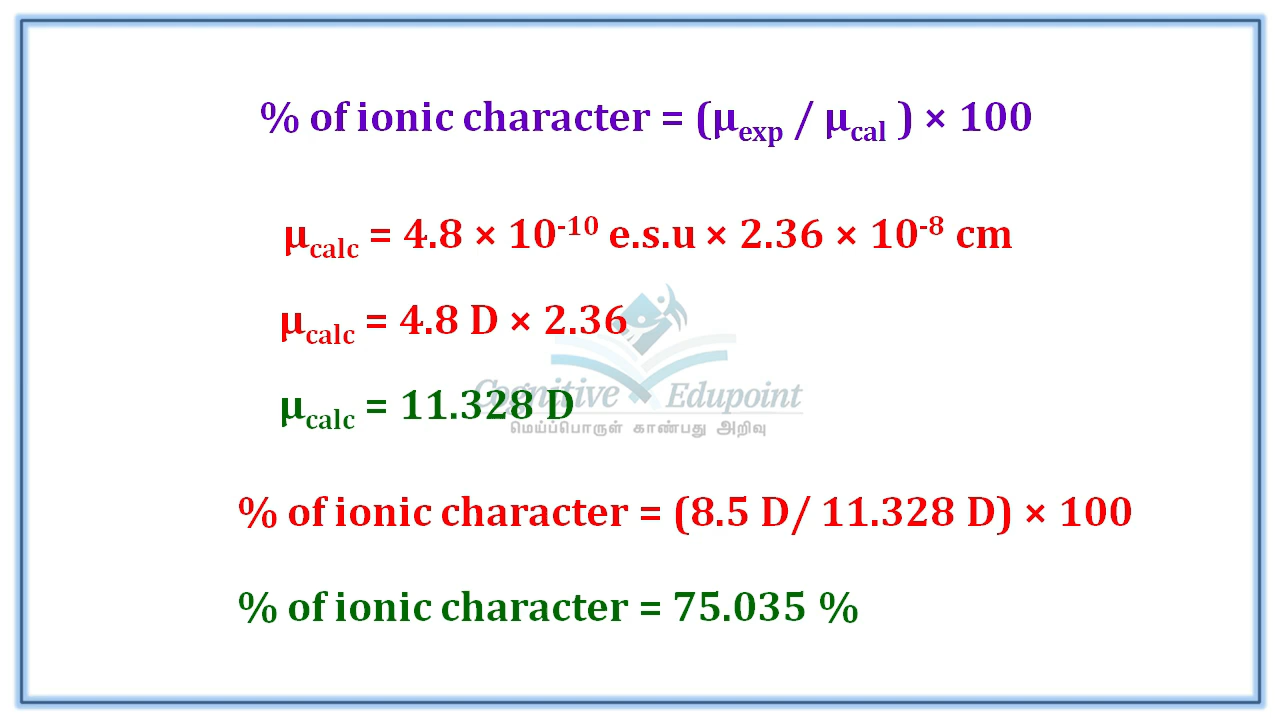 % of ionic character = (μexp / μcal ) × 100
μcalc = 4.8 × 10-10 e.s.u × 2.36 × 10-8 cm
μcalc = 4.8 D × 2.36
μcalc = 11.328 D
Cognitive Edupoint
மெய்ப்பொருள் காண்பது அறிவு
% of ionic character = (8.5 D/ 11.328 D) × 100
% of ionic character = 75.035 %